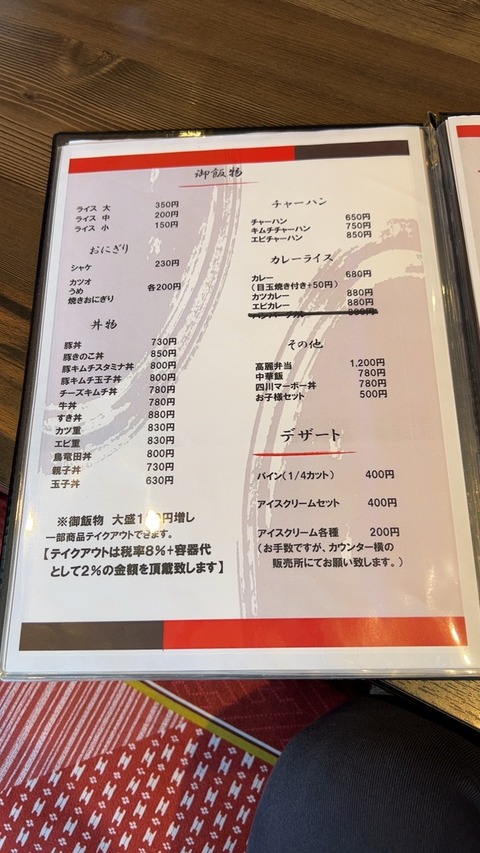 御飯物
ライス 大 350円
ライス 中 200円
ライス 小 150円
おにぎり
シャケ 230円
カツオ
うめ 各200円
焼きおにぎり
丼物
豚丼 730円
豚きのこ丼 850円
豚キムチスタミナ丼 800円
豚キムチ玉子丼 800円
チーズキムチ丼 780円
牛丼 780円
すき丼 880円
カツ重 830円
エビ重 830円
鳥竜田丼 800円
親子丼 730円
玉子丼 630円
※御飯物 大盛1 円増し
一部商品テイクアウトできます。
【テイクアウトは税率8%+容器代
として2%の金額を頂戴致します】
チャーハン
チャーハン 650円
キムチチャーハン 750円
エビチャーハン 850円
カレーライス
カレー 680円
(目玉焼き付き+50円)
カツカレー 880円
エビカレー 880円
その他
高麗弁当 1,200円
中華飯 780円
四川マーボー丼 780円
お子様セット 500円
デザート
パイン(1/4カット) 400円
アイスクリームセット 400円
アイスクリーム各種 200円
(お手数ですが、カウンター横の
販売所にてお願い致します。)